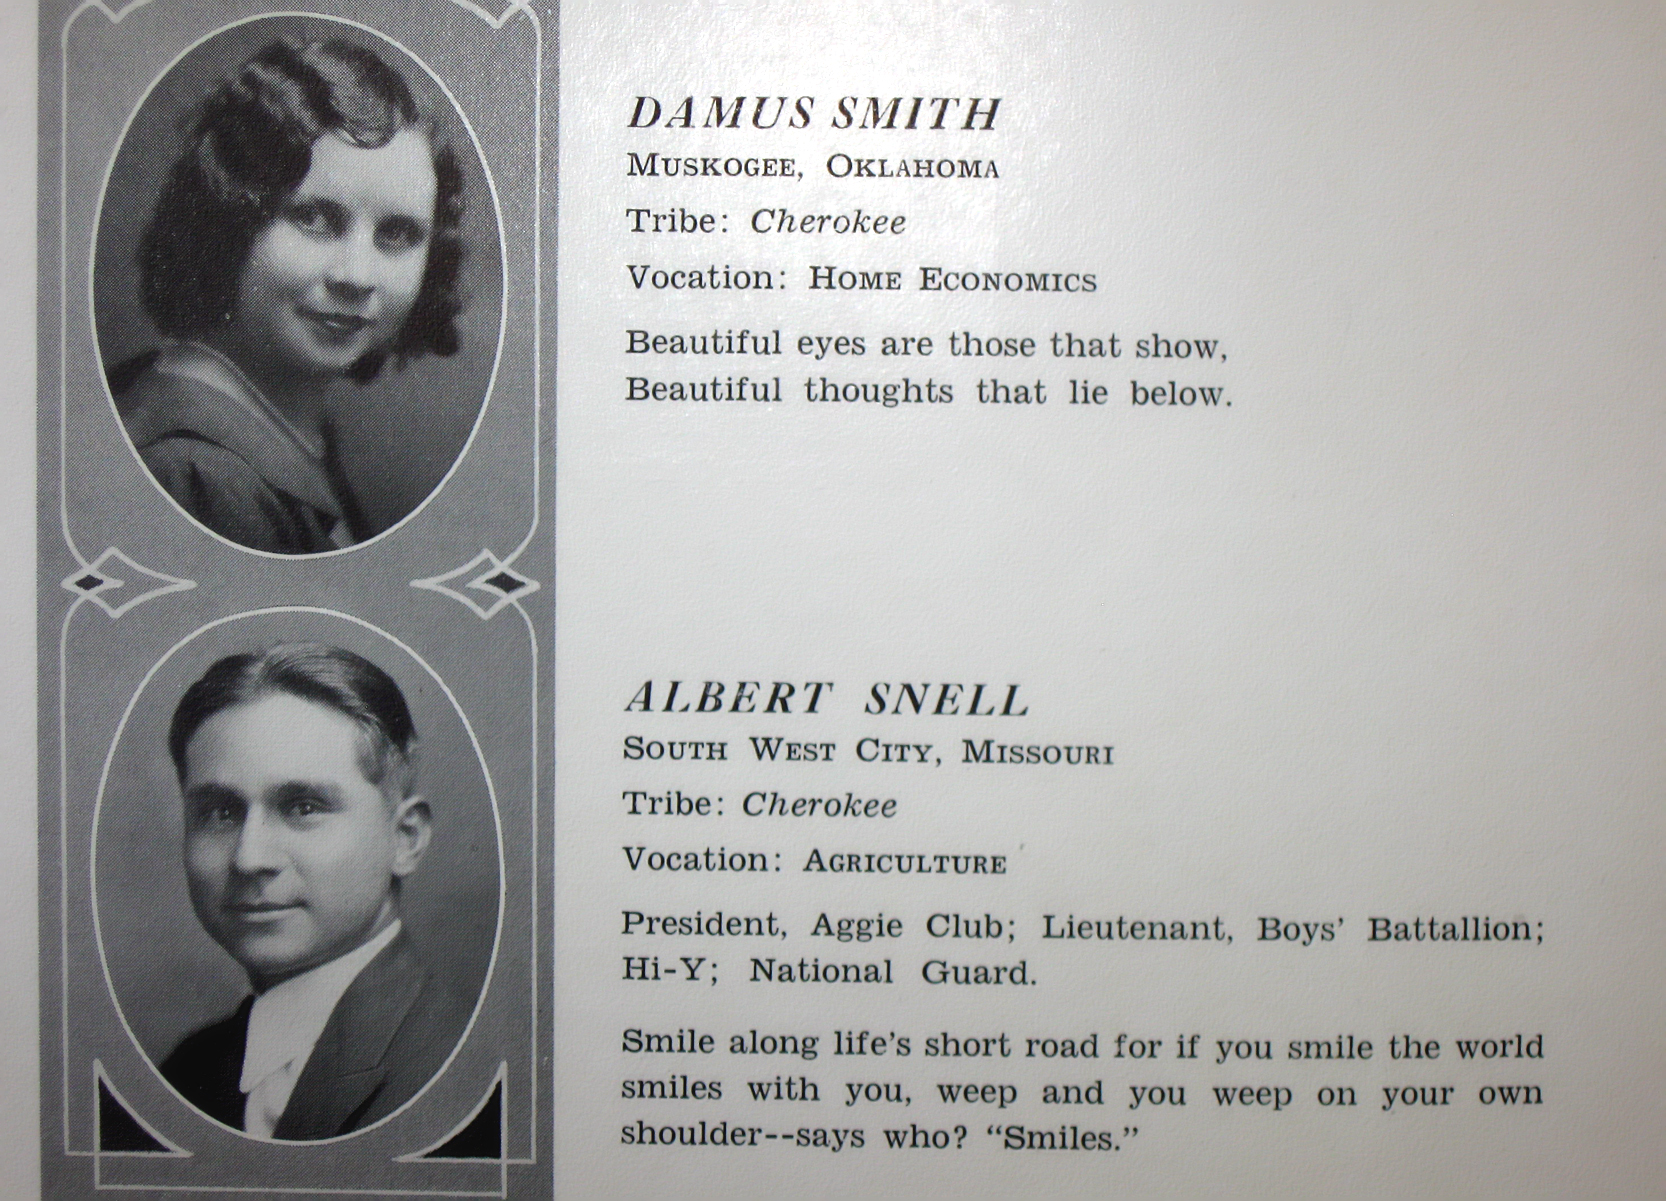 DAMUS SMITH
MUSKOGEE, OKLAHOMA
Tribe: Cherokee
Vocation: HOME ECONOMICS
Beautiful eyes are those that show,
Beautiful thoughts that lie below.
ALBERT SNELL
SOUTH WEST CITY, MISSOURI
Tribe: Cherokee
Vocation: AGRICULTURE
President, Aggie Club; Lieutenant, Boys' Battallion;
Hi-Y; National Guard.
Smile along life's short road for if you smile the world
smiles with you, weep and you weep on your own
shoulder--says who? “Smiles.”